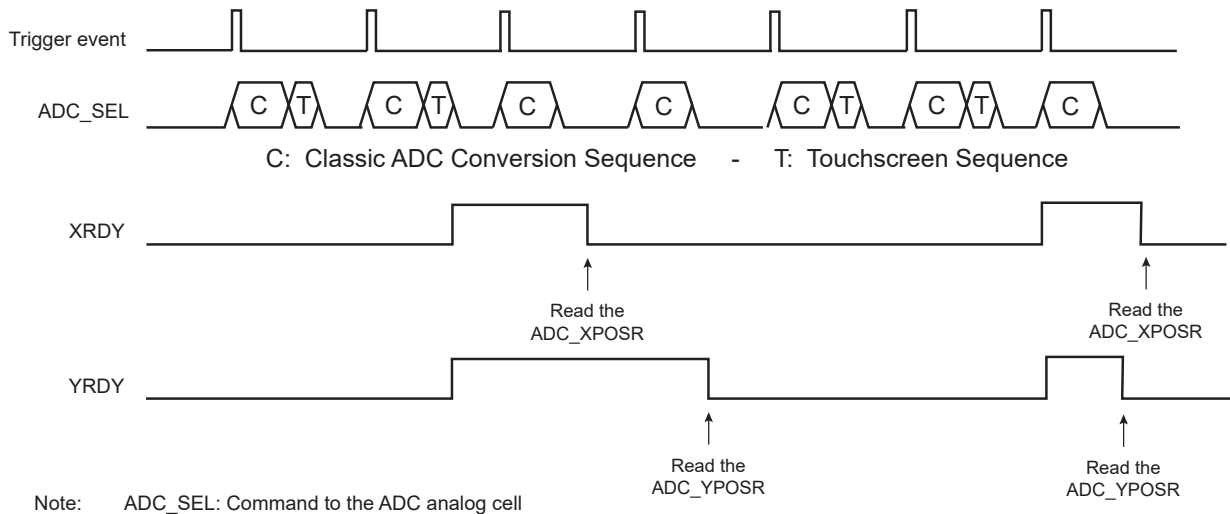 Trigger event
ADC_SEL
C T C T C C C T C T C
C: Classic ADC Conversion Sequence - T: Touchscreen Sequence
XRDY
Read the
ADC_XPOSR
Read the
ADC_XPOSR
YRDY
Read the
ADC_YPOSR
Read the
ADC_YPOSR
Note: ADC_SEL: Command to the ADC analog cell